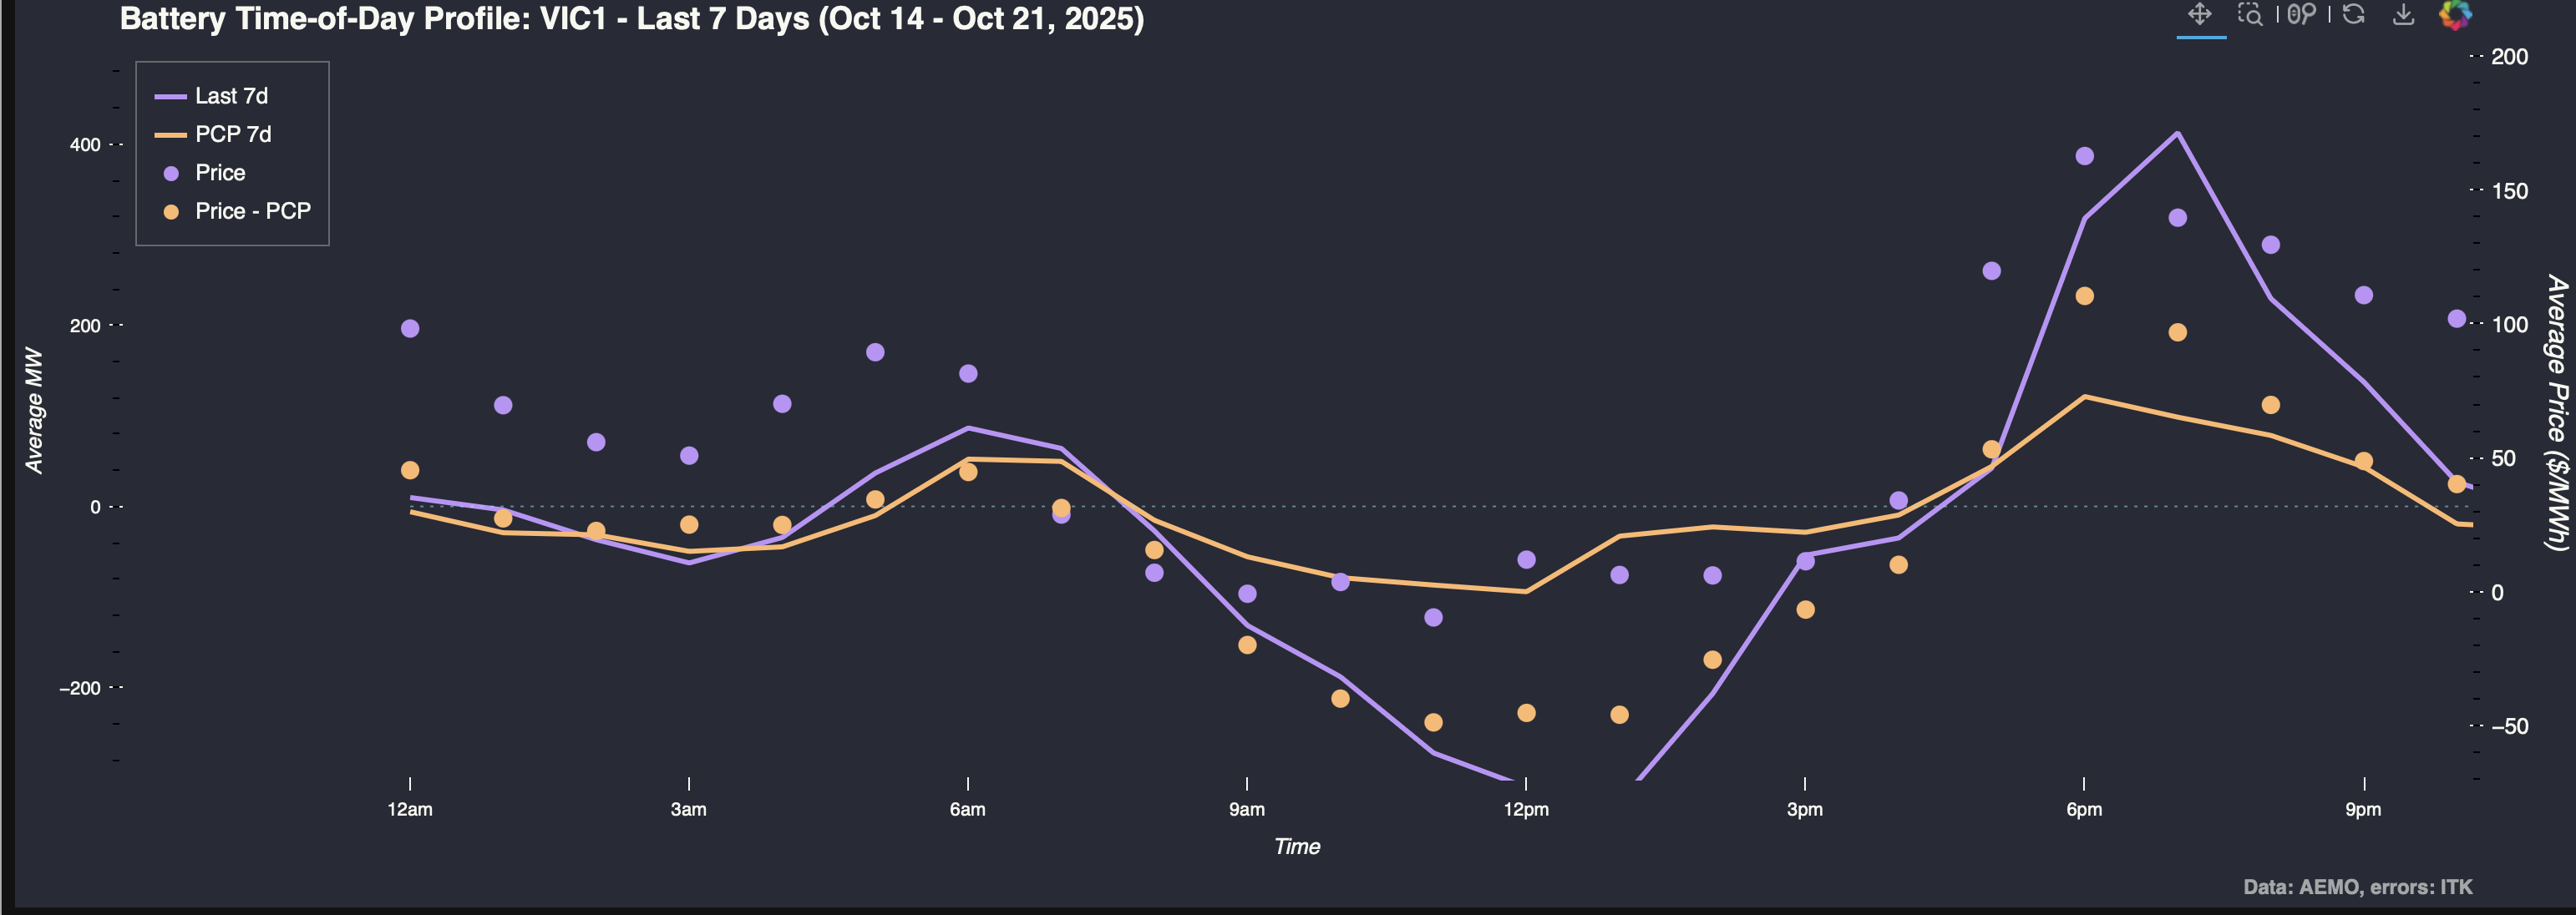 Battery Time-of-Day Profile: VIC1 - Last 7 Days (Oct 14 - Oct 21, 2025)
Last 7d
PCP 7d
Price
Price - PCP
Average MW
400
200
0
−200
200
150
100
50
0
−50
Average Price ($/MWh)
12am
3am
6am
9am
12pm
3pm
6pm
9pm
Time
Data: AEMO, errors: ITK